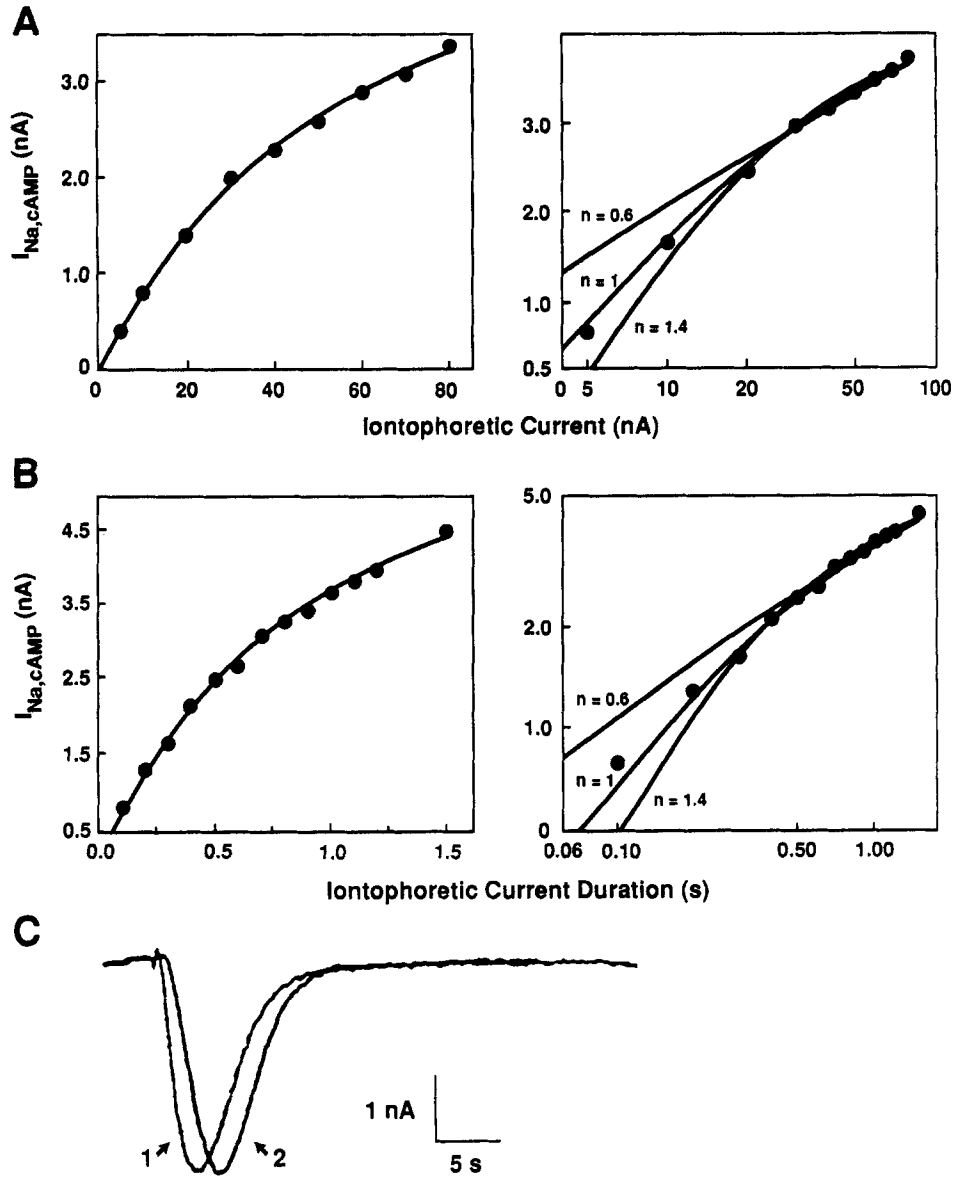 A
I_Na,cAMP (nA)
3.0
2.0
1.0
0
0 20 40 60 80
3.0
2.0
1.0
0.5
n = 0.6
n = 1
n = 1.4
0 5 10 20 50 100
Iontophoretic Current (nA)
B
I_Na,cAMP (nA)
4.5
3.5
2.5
1.5
0.5
0.0 0.5 1.0 1.5
5.0
2.0
1.0
0
n = 0.6
n = 1
n = 1.4
0.06 0.10 0.50 1.00
Iontophoretic Current Duration (s)
C
1 2
1 nA
5 s